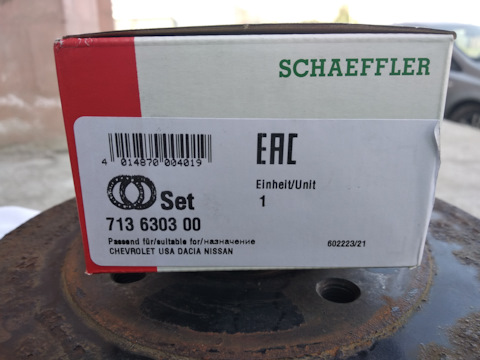 SCHAEFFLER
4 014870 004019
EAC
Set
Einheit/Unit
1
713 6303 00
Passend für/suitable for/назначение
602223/21
CHEVROLET USA DACIA NISSAN